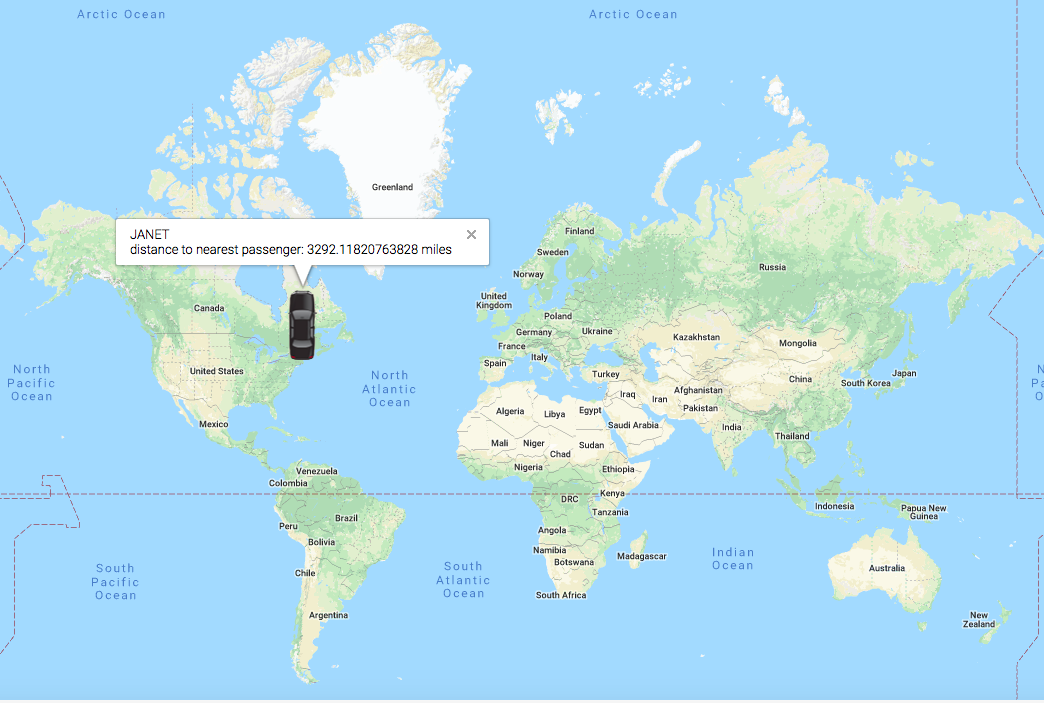 Arctic Ocean
Arctic Ocean
Greenland
JANET
distance to nearest passenger: 3292.11820763828 miles
Finland
Sweden
Norway
Russia
United
Kingdom
Canada
Poland
Germany
Ukraine
France
Italy
Spain
Kazakhstan
Mongolia
United States
Turkey
China
Japan
South Korea
North
Pacific
Ocean
North
Atlantic
Ocean
Afghanistan
Iraq
Iran
Pakistan
Algeria
Libya
Egypt
Saudi Arabia
India
Mexico
Mali
Niger
Sudan
Chad
Thailand
Nigeria
Ethiopia
Venezuela
Colombia
DRC
Kenya
Tanzania
Indonesia
Papua New
Guinea
Peru
Brazil
Bolivia
Angola
Namibia
Botswana
Madagascar
Indian
Ocean
Chile
South
Pacific
Ocean
South
Atlantic
Ocean
Australia
South Africa
Argentina
New
Zealand